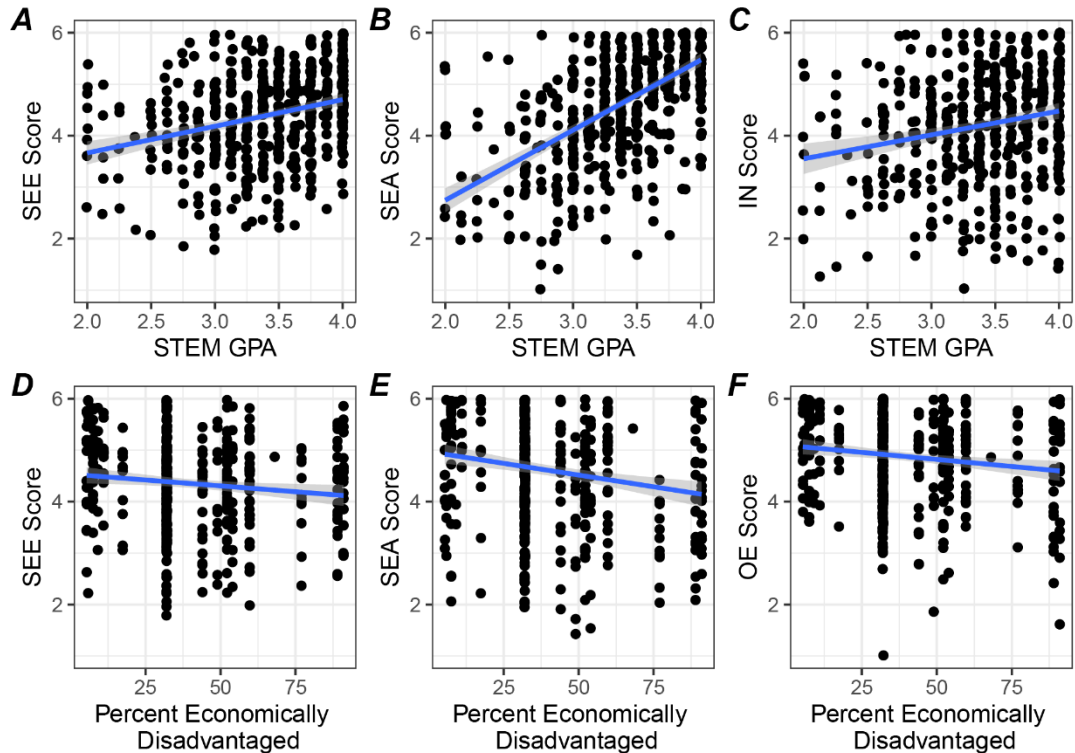 A
B
C
6
4
2
SEE Score
2.0 2.5 3.0 3.5 4.0
STEM GPA
6
4
2
SEA Score
2.0 2.5 3.0 3.5 4.0
STEM GPA
6
4
2
IN Score
2.0 2.5 3.0 3.5 4.0
STEM GPA
D
E
F
6
4
2
SEE Score
25 50 75
Percent Economically
Disadvantaged
6
4
2
SEA Score
25 50 75
Percent Economically
Disadvantaged
6
4
2
OE Score
25 50 75
Percent Economically
Disadvantaged